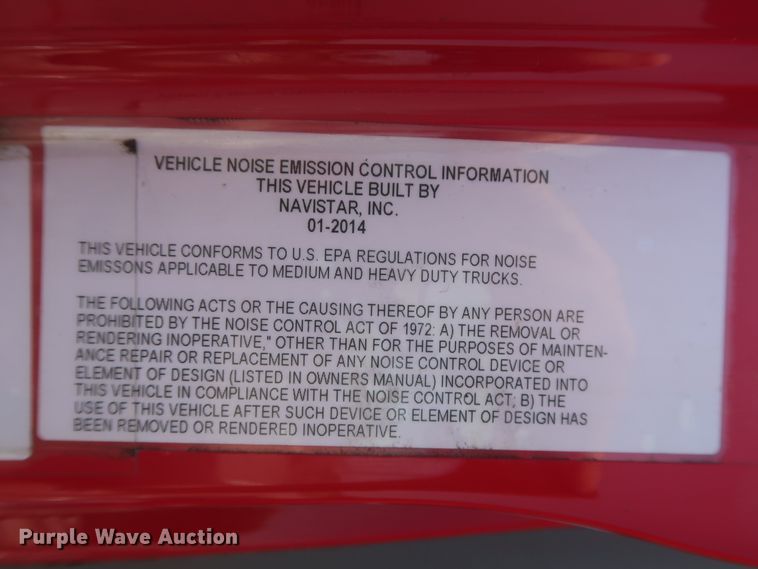 VEHICLE NOISE EMISSION CONTROL INFORMATION
THIS VEHICLE BUILT BY
NAVISTAR, INC.
01-2014
THIS VEHICLE CONFORMS TO U.S. EPA REGULATIONS FOR NOISE
EMISSONS APPLICABLE TO MEDIUM AND HEAVY DUTY TRUCKS.
THE FOLLOWING ACTS OR THE CAUSING THEREOF BY ANY PERSON ARE
PROHIBITED BY THE NOISE CONTROL ACT OF 1972: A) THE REMOVAL OR
RENDERING INOPERATIVE," OTHER THAN FOR THE PURPOSES OF MAINTEN-
ANCE REPAIR OR REPLACEMENT OF ANY NOISE CONTROL DEVICE OR
ELEMENT OF DESIGN (LISTED IN OWNERS MANUAL) INCORPORATED INTO
THIS VEHICLE IN COMPLIANCE WITH THE NOISE CONTROL ACT; B) THE
USE OF THIS VEHICLE AFTER SUCH DEVICE OR ELEMENT OF DESIGN HAS
BEEN REMOVED OR RENDERED INOPERATIVE.
Purple Wave Auction®